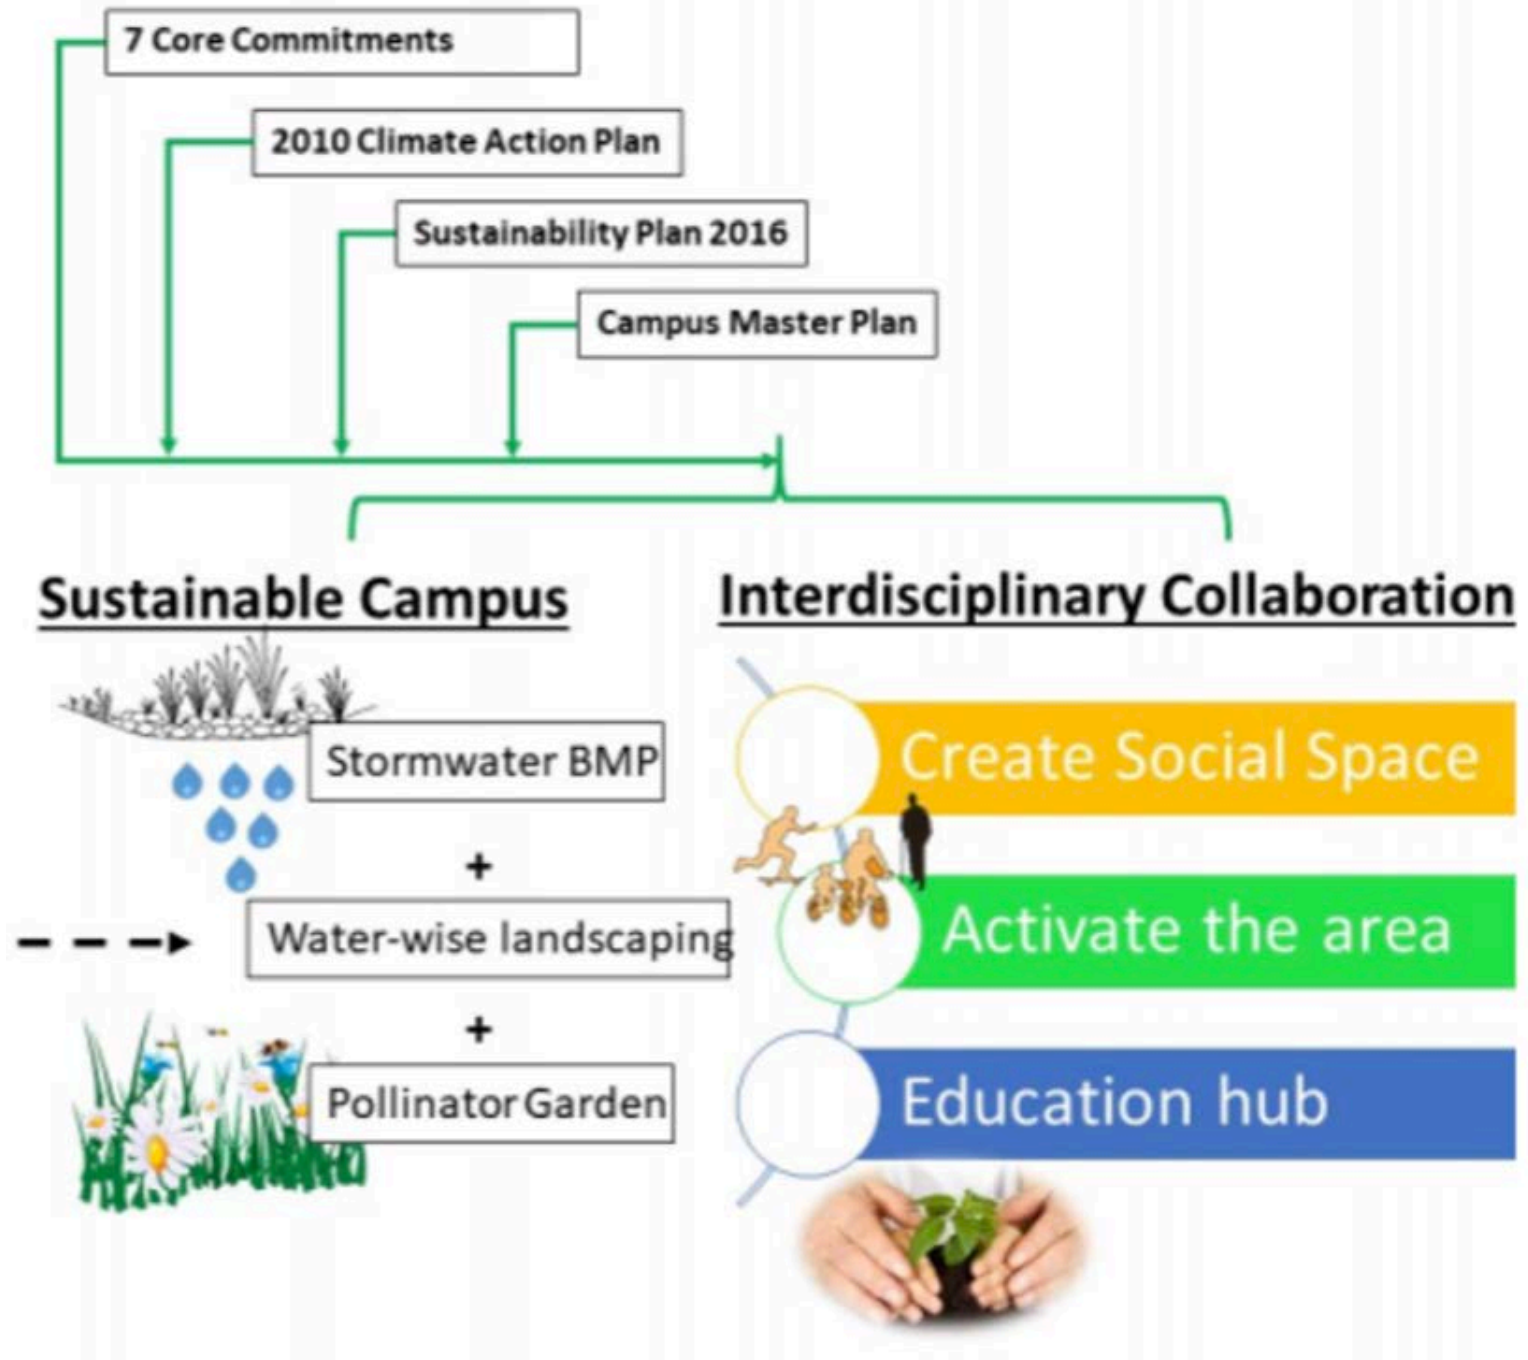 7 Core Commitments
2010 Climate Action Plan
Sustainability Plan 2016
Campus Master Plan
Sustainable Campus
Stormwater BMP
+
Water-wise landscaping
+
Pollinator Garden
Interdisciplinary Collaboration
Create Social Space
Activate the area
Education hub